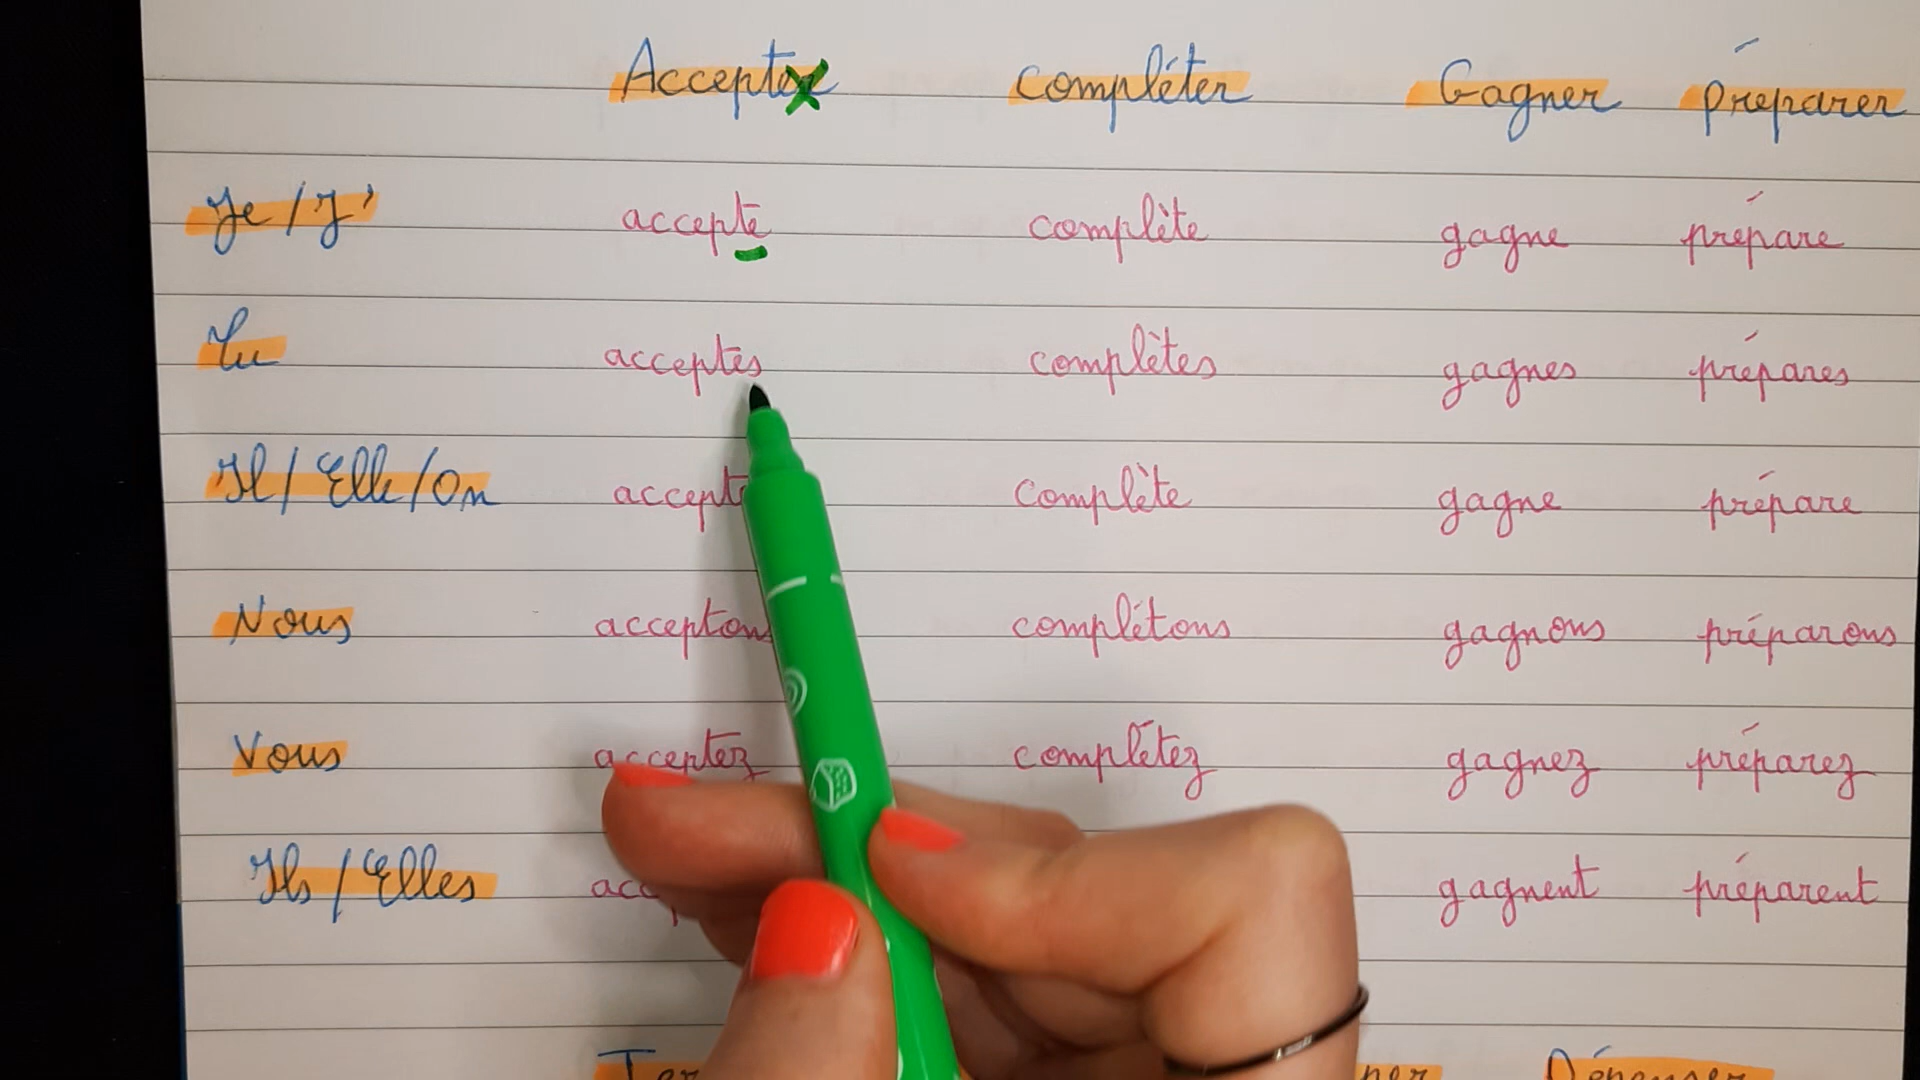 Accepter Compléter Gagner préparer
Je / J' accepte complète gagne prépare
Tu acceptes complètes gagnes prépares
Il / Elle / On complète gagne prépare
Nous complétons gagnons préparons
Vous acceptez complétez gagnez préparez
Ils / Elles gagnent préparent